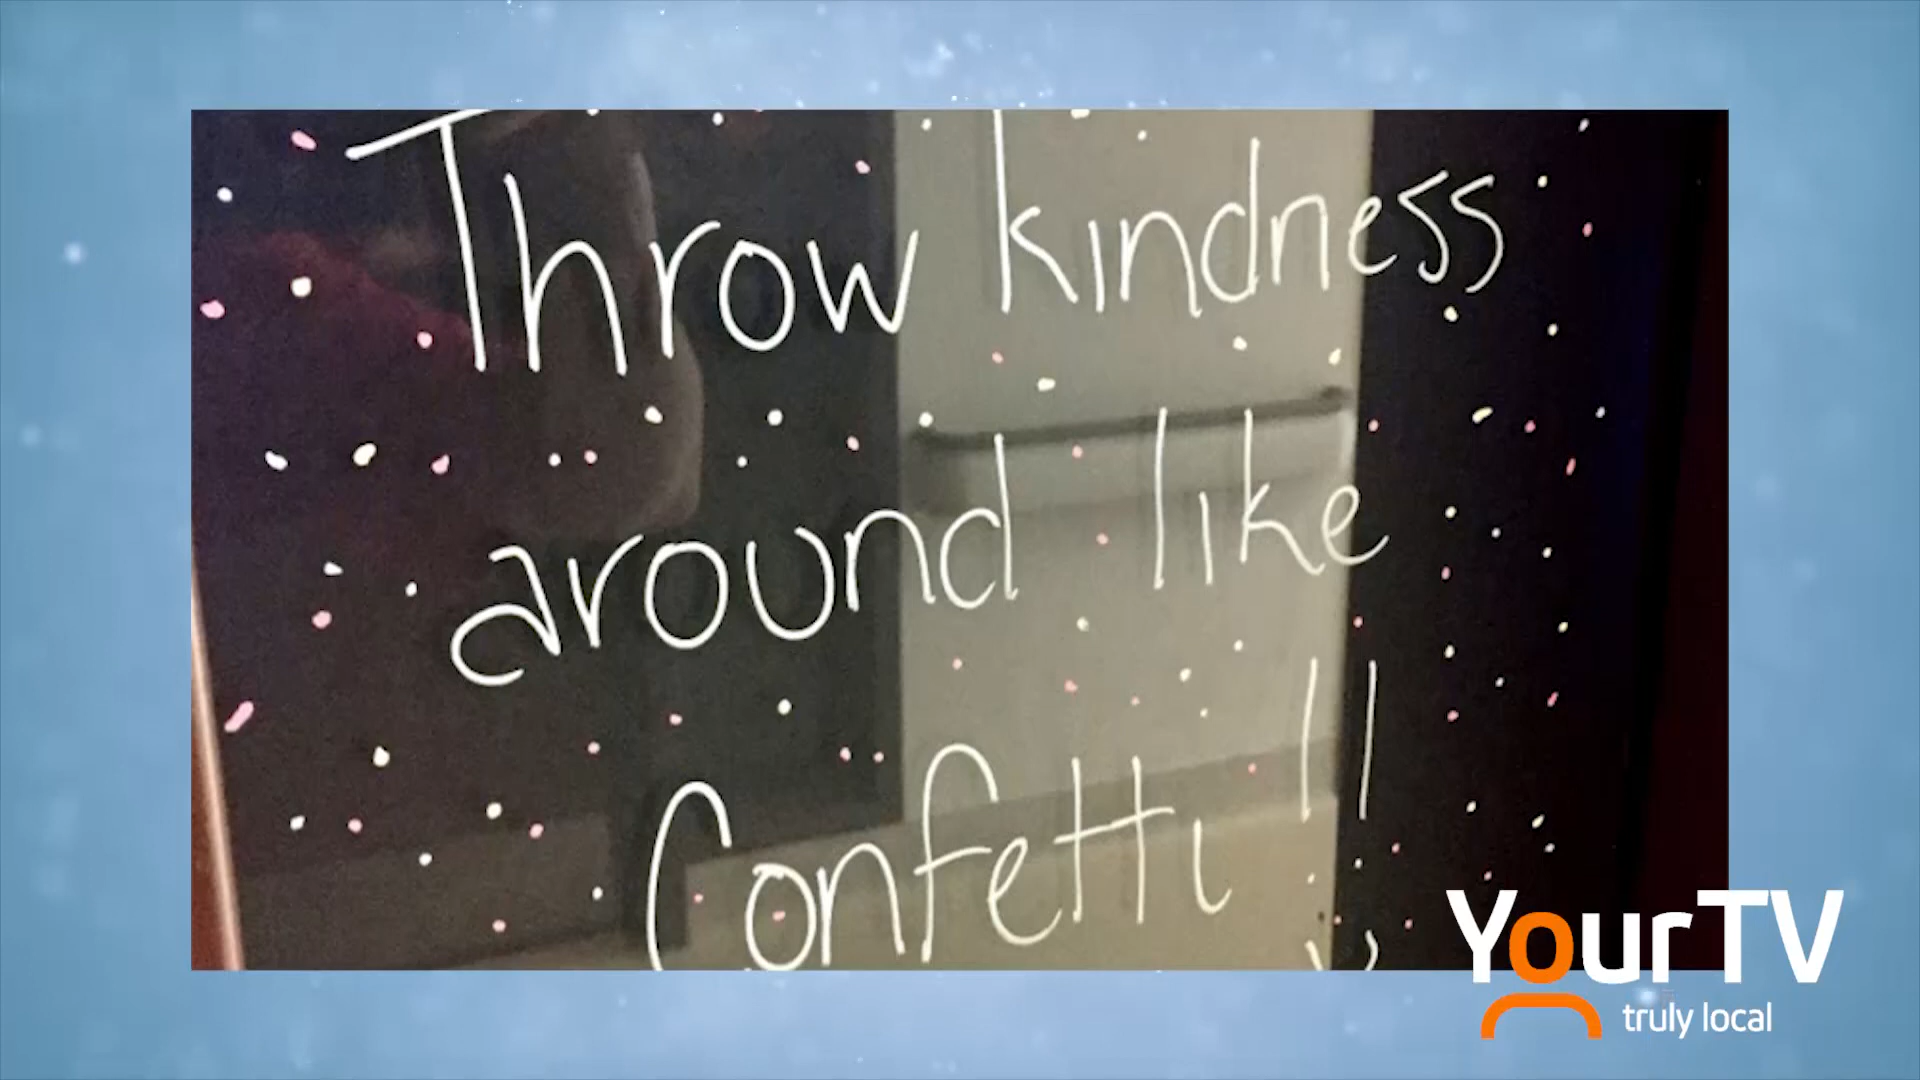 Throw kindness
around like
Confetti !!
YourTV
truly local